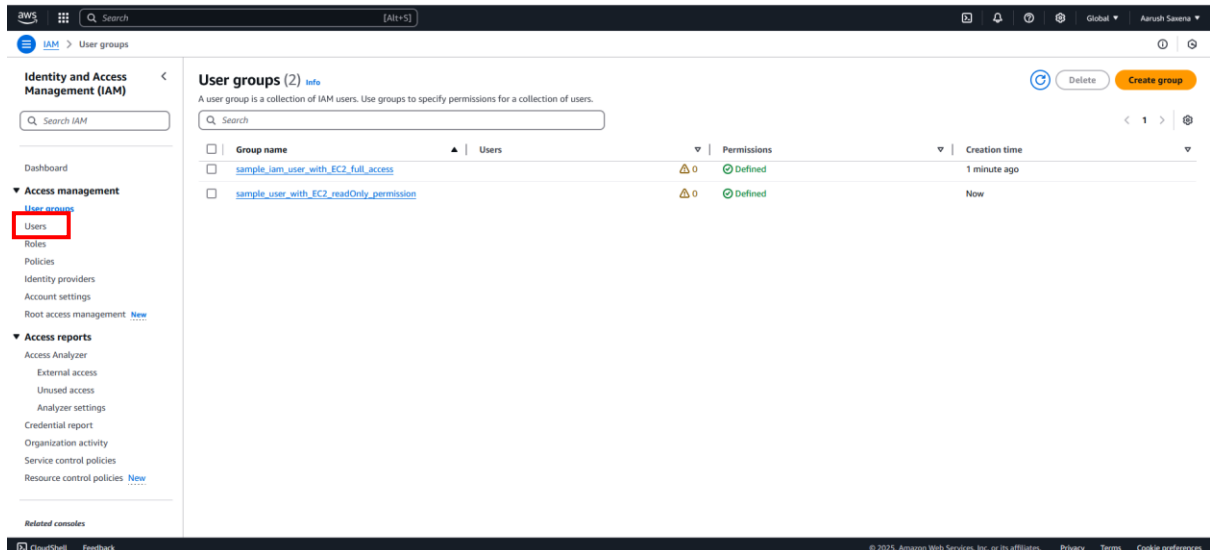 aws
Search [Alt+S] Global Aarush Saxena
IAM > User groups
Identity and Access
Management (IAM)
Search IAM
Dashboard
Access management
User groups
Users
Roles
Policies
Identity providers
Account settings
Root access management New
Access reports
Access Analyzer
External access
Unused access
Analyzer settings
Credential report
Organization activity
Service control policies
Resource control policies New
Related consoles
User groups (2) Info
Delete Create group
A user group is a collection of IAM users. Use groups to specify permissions for a collection of users.
Search
1
Group name Users Permissions Creation time
sample_iam_user_with_EC2_full_access 0 Defined 1 minute ago
sample_user_with_EC2_readOnly_permission 0 Defined Now
CloudShell Feedback © 2025, Amazon Web Services, Inc. or its affiliates. Privacy Terms Cookie preferences